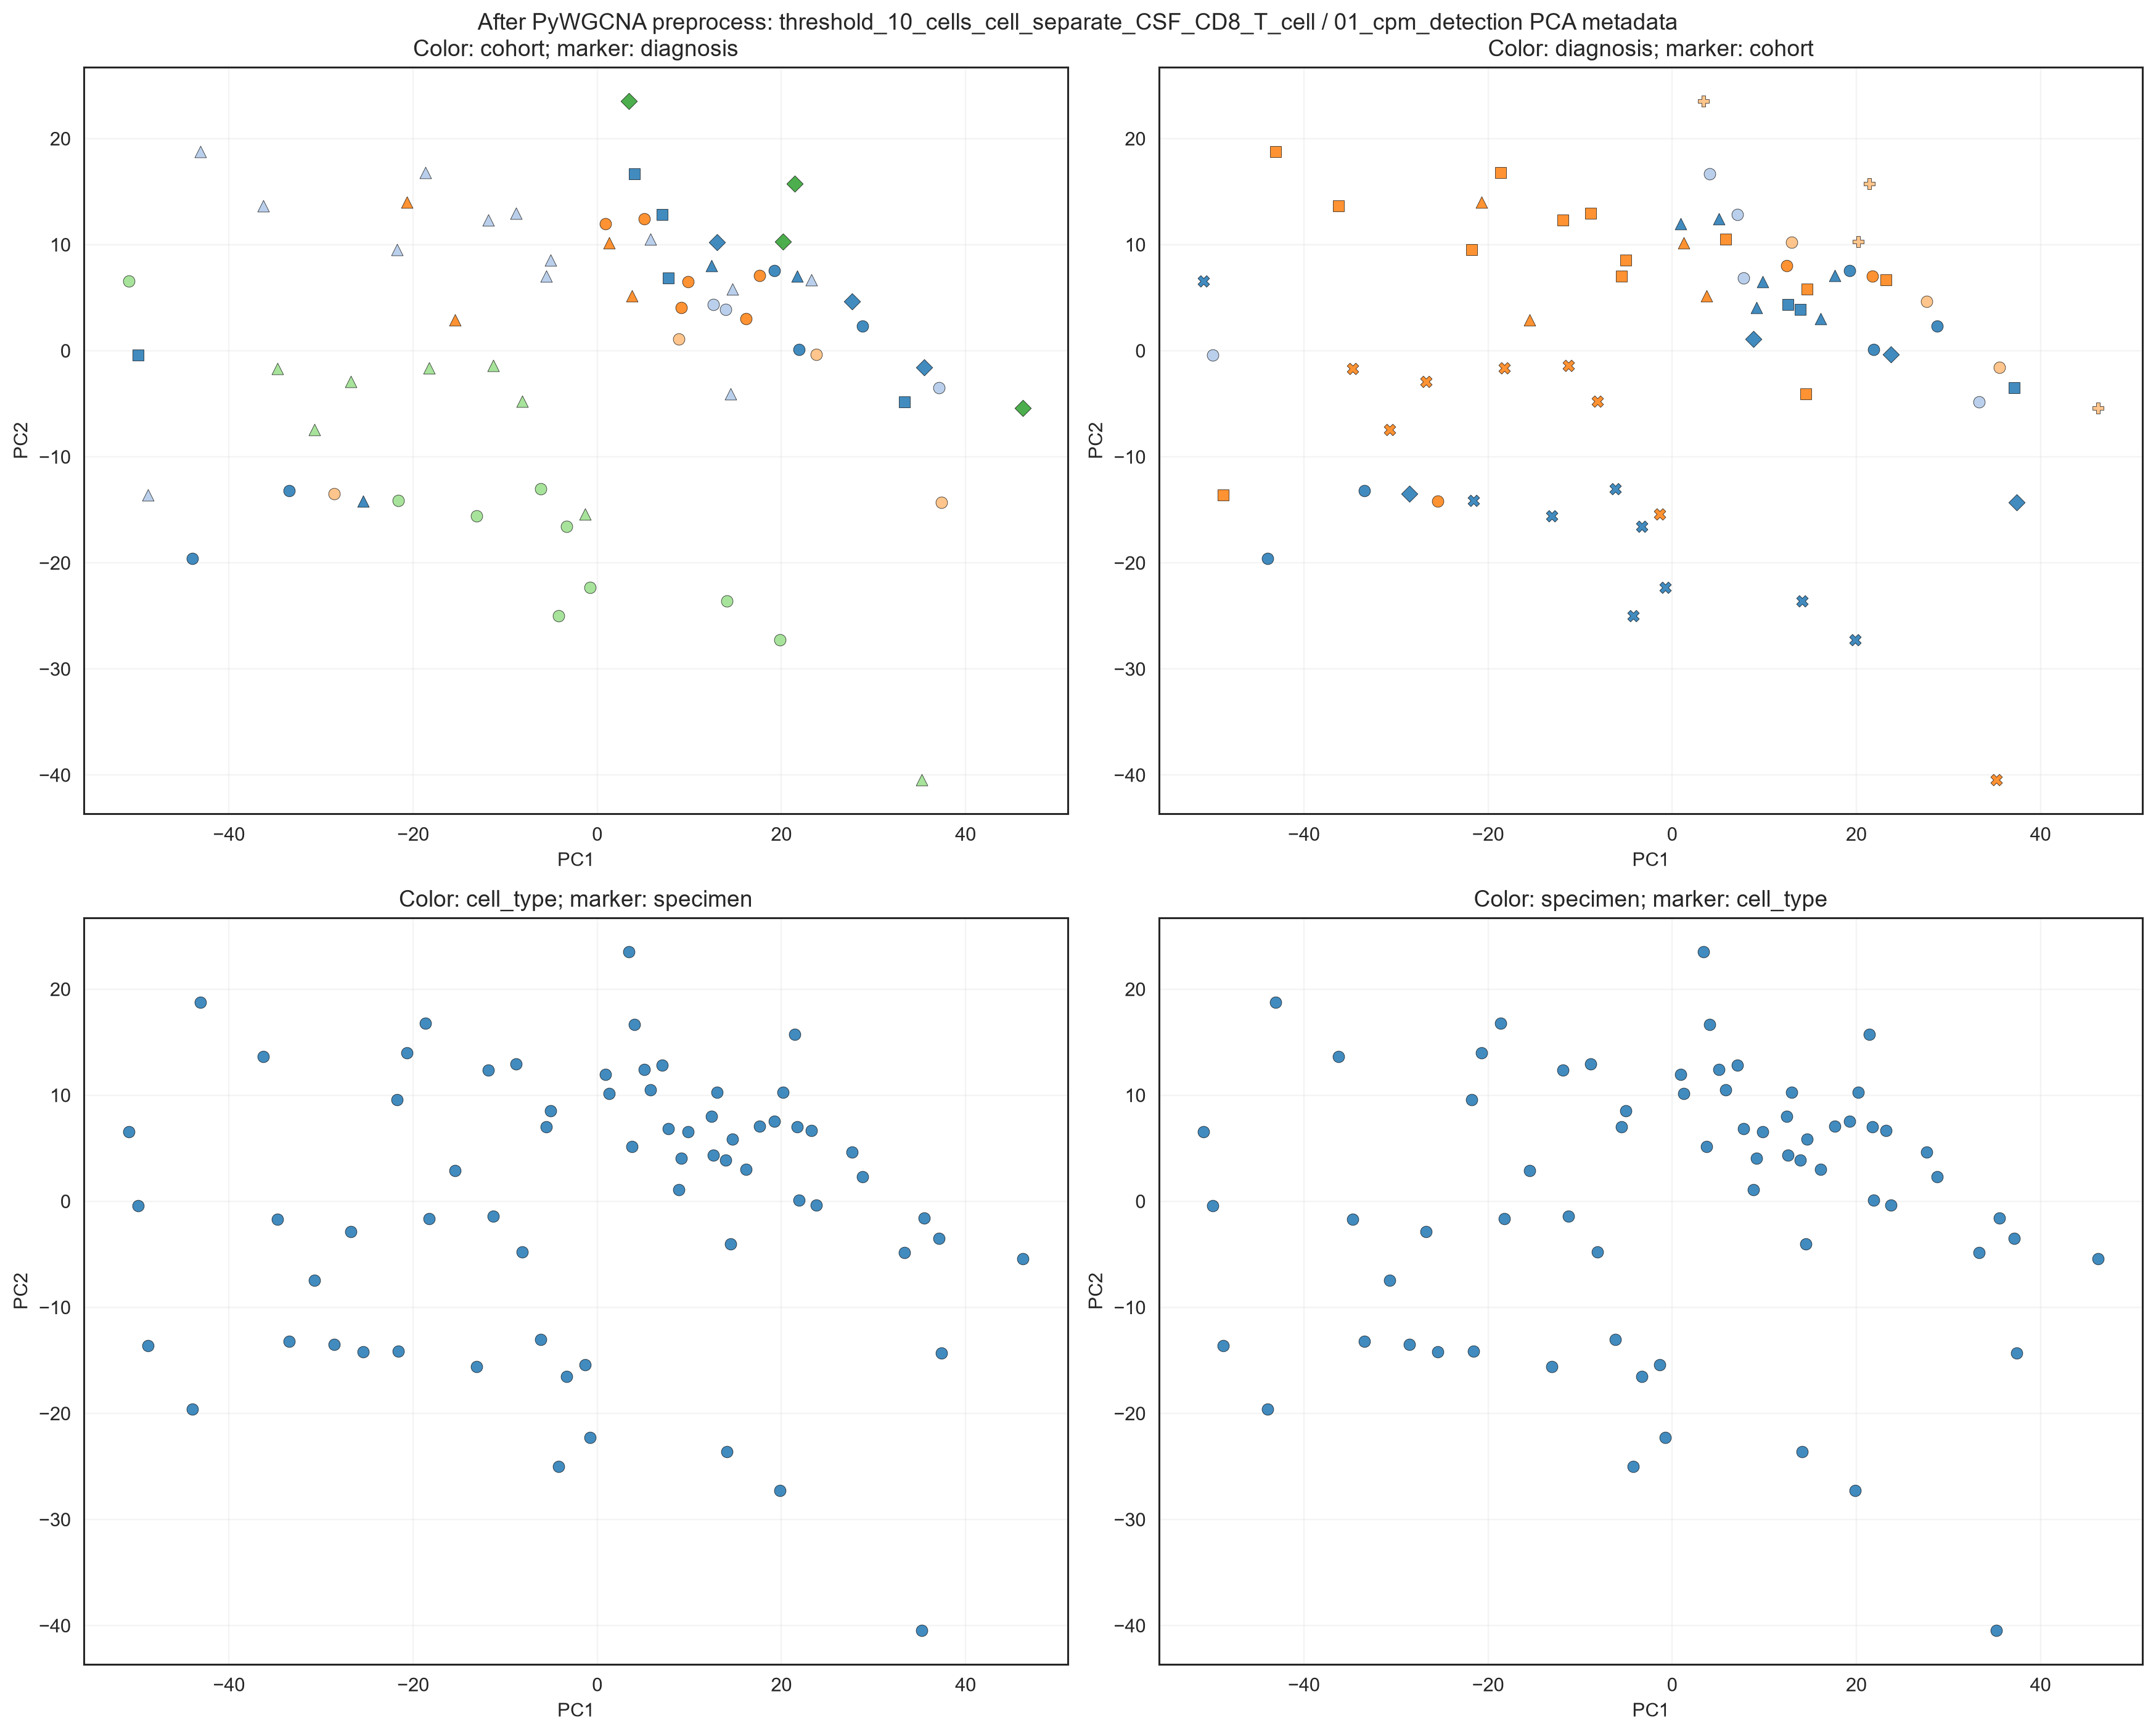 After PyWGCNA preprocess: threshold_10_cells_cell_separate_CSF_CD8_T_cell / 01_cpm_detection PCA metadata
Color: cohort; marker: diagnosis
20
10
0
−10
−20
−30
−40
PC2
−40 −20 0 20 40
PC1
Color: diagnosis; marker: cohort
20
10
0
−10
−20
−30
−40
PC2
−40 −20 0 20 40
PC1
Color: cell_type; marker: specimen
20
10
0
−10
−20
−30
−40
PC2
−40 −20 0 20 40
PC1
Color: specimen; marker: cell_type
20
10
0
−10
−20
−30
−40
PC2
−40 −20 0 20 40
PC1